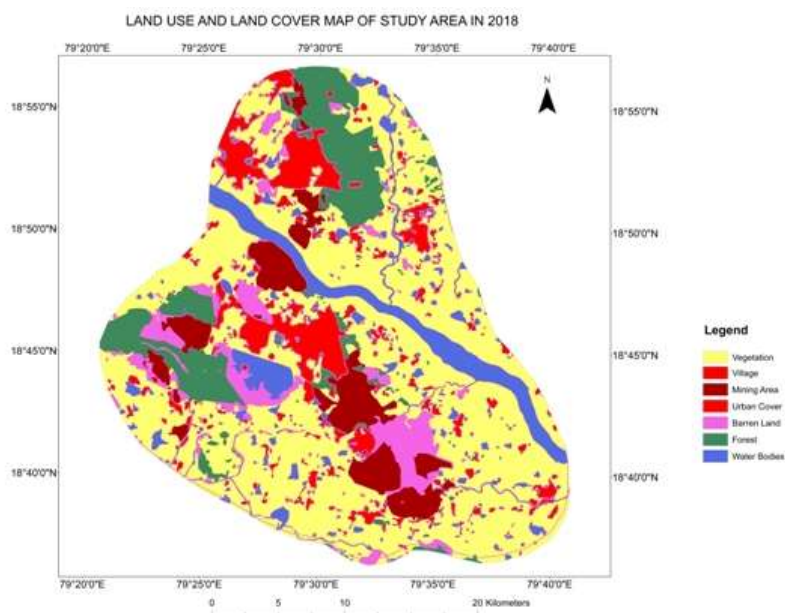 LAND USE AND LAND COVER MAP OF STUDY AREA IN 2018
79°20'0"E 79°25'0"E 79°30'0"E 79°35'0"E 79°40'0"E
N
18°55'0"N 18°55'0"N
18°50'0"N 18°50'0"N
18°45'0"N 18°45'0"N
18°40'0"N 18°40'0"N
Legend
Vegetation
Village
Mining Area
Urban Cover
Barren Land
Forest
Water Bodies
79°20'0"E 79°25'0"E 79°30'0"E 79°35'0"E 79°40'0"E
0 5 10 20 Kilometers